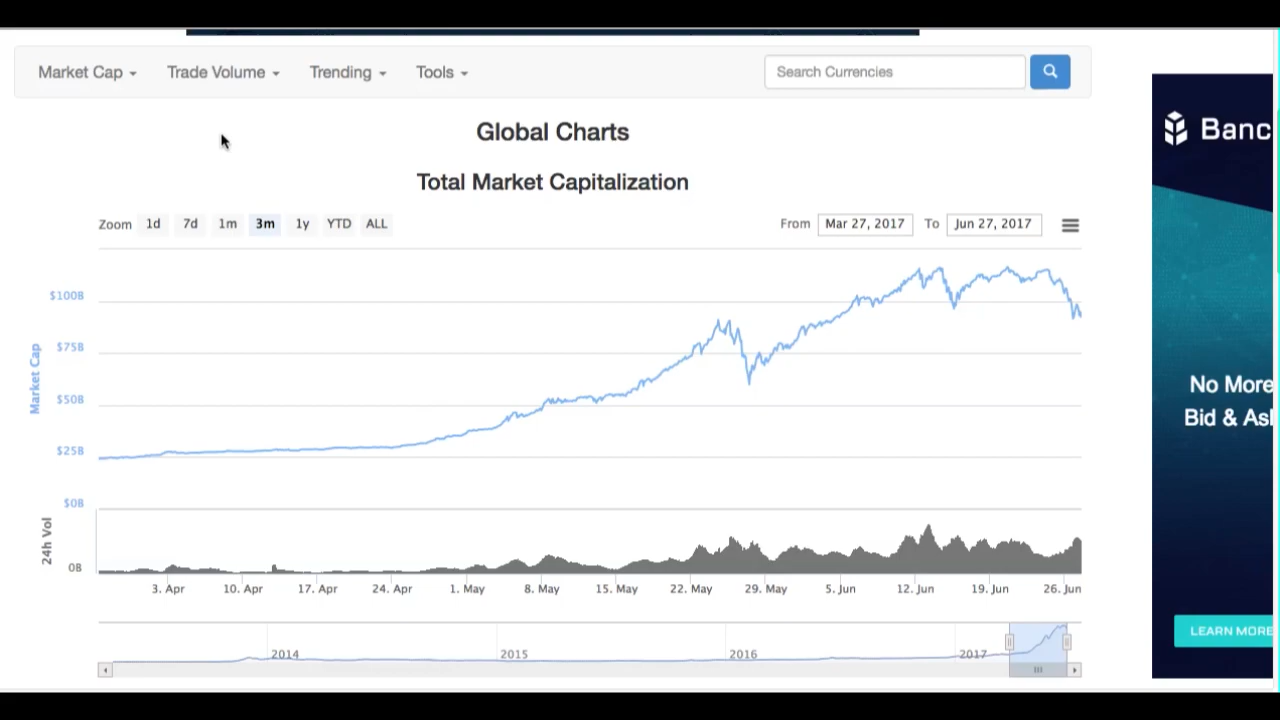 Market Cap Trade Volume Trending Tools Search Currencies
Global Charts
Total Market Capitalization
Zoom 1d 7d 1m 3m 1y YTD ALL From Mar 27, 2017 To Jun 27, 2017
$100B
$75B
$50B
$25B
$0B
Market Cap
24h Vol
0B
3. Apr 10. Apr 17. Apr 24. Apr 1. May 8. May 15. May 22. May 29. May 5. Jun 12. Jun 19. Jun 26. Jun
2014 2015 2016 2017
Banc
No More
Bid & Ask
LEARN MORE